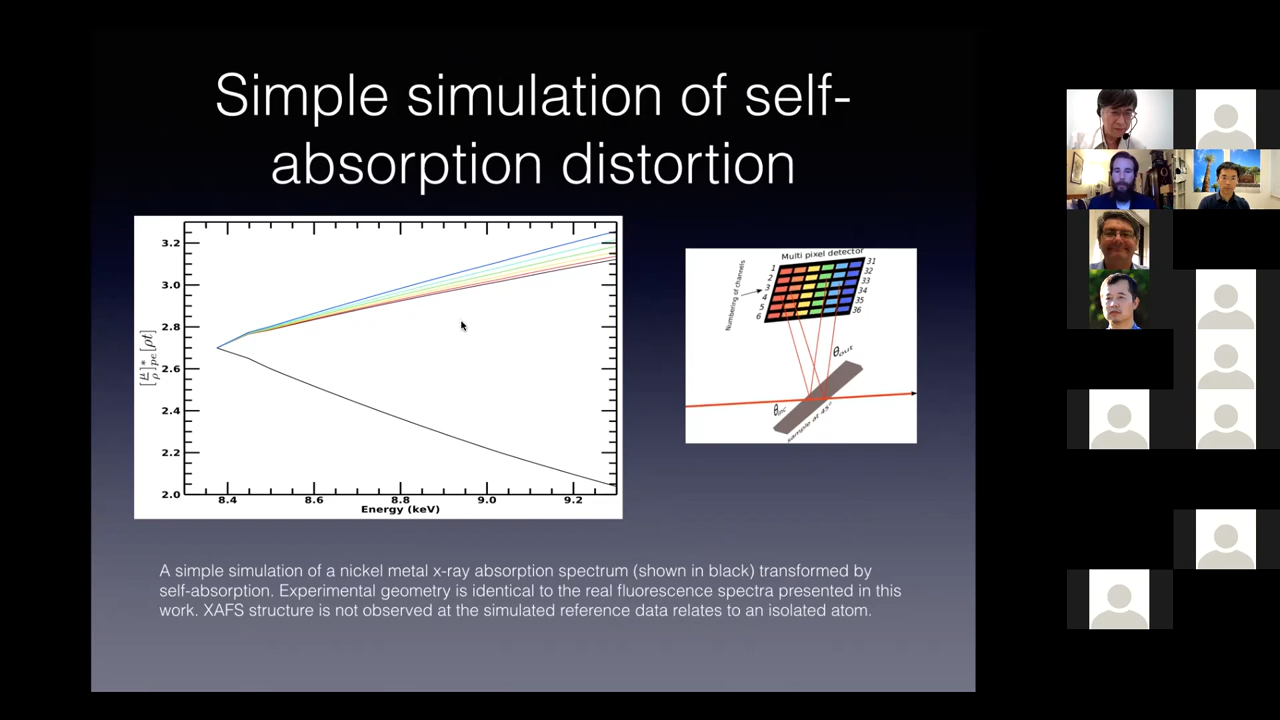 Simple simulation of self-
absorption distortion
3.2
3.0
2.8
2.6
2.4
2.2
2.0
[μ/ρ]*pe[ρt]
8.4 8.6 8.8 9.0 9.2
Energy (keV)
Multi pixel detector
Numbering of channels
1 31
2 32
3 33
4 34
5 35
6 36
θout
θinc
sample at 45°
A simple simulation of a nickel metal x-ray absorption spectrum (shown in black) transformed by
self-absorption. Experimental geometry is identical to the real fluorescence spectra presented in this
work. XAFS structure is not observed at the simulated reference data relates to an isolated atom.